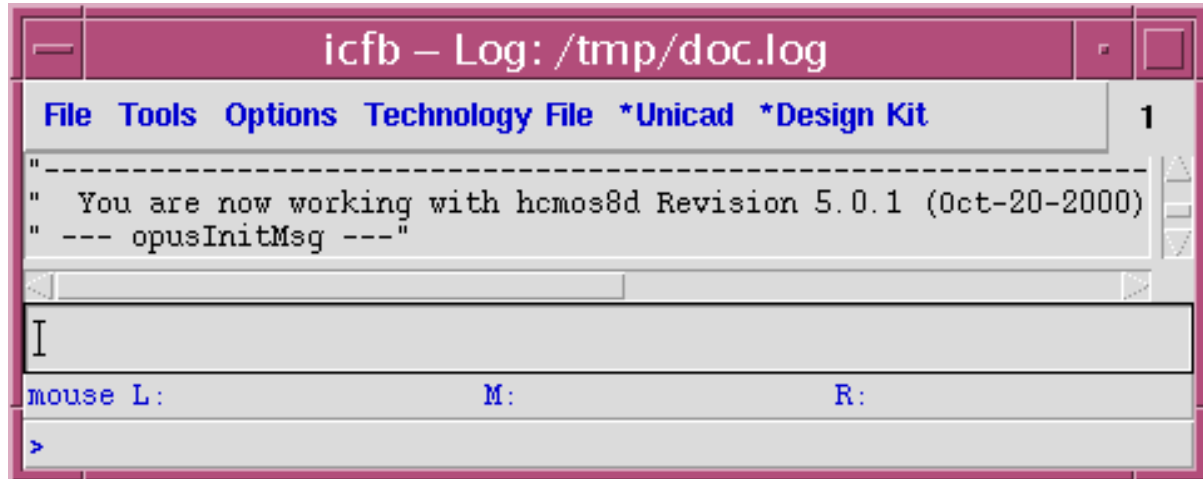 icfb – Log: /tmp/doc.log
File Tools Options Technology File *Unicad *Design Kit 1
"---------------------------------------------------------------
" You are now working with hcmos8d Revision 5.0.1 (Oct-20-2000)
" --- opusInitMsg ---"
mouse L: M: R:
>